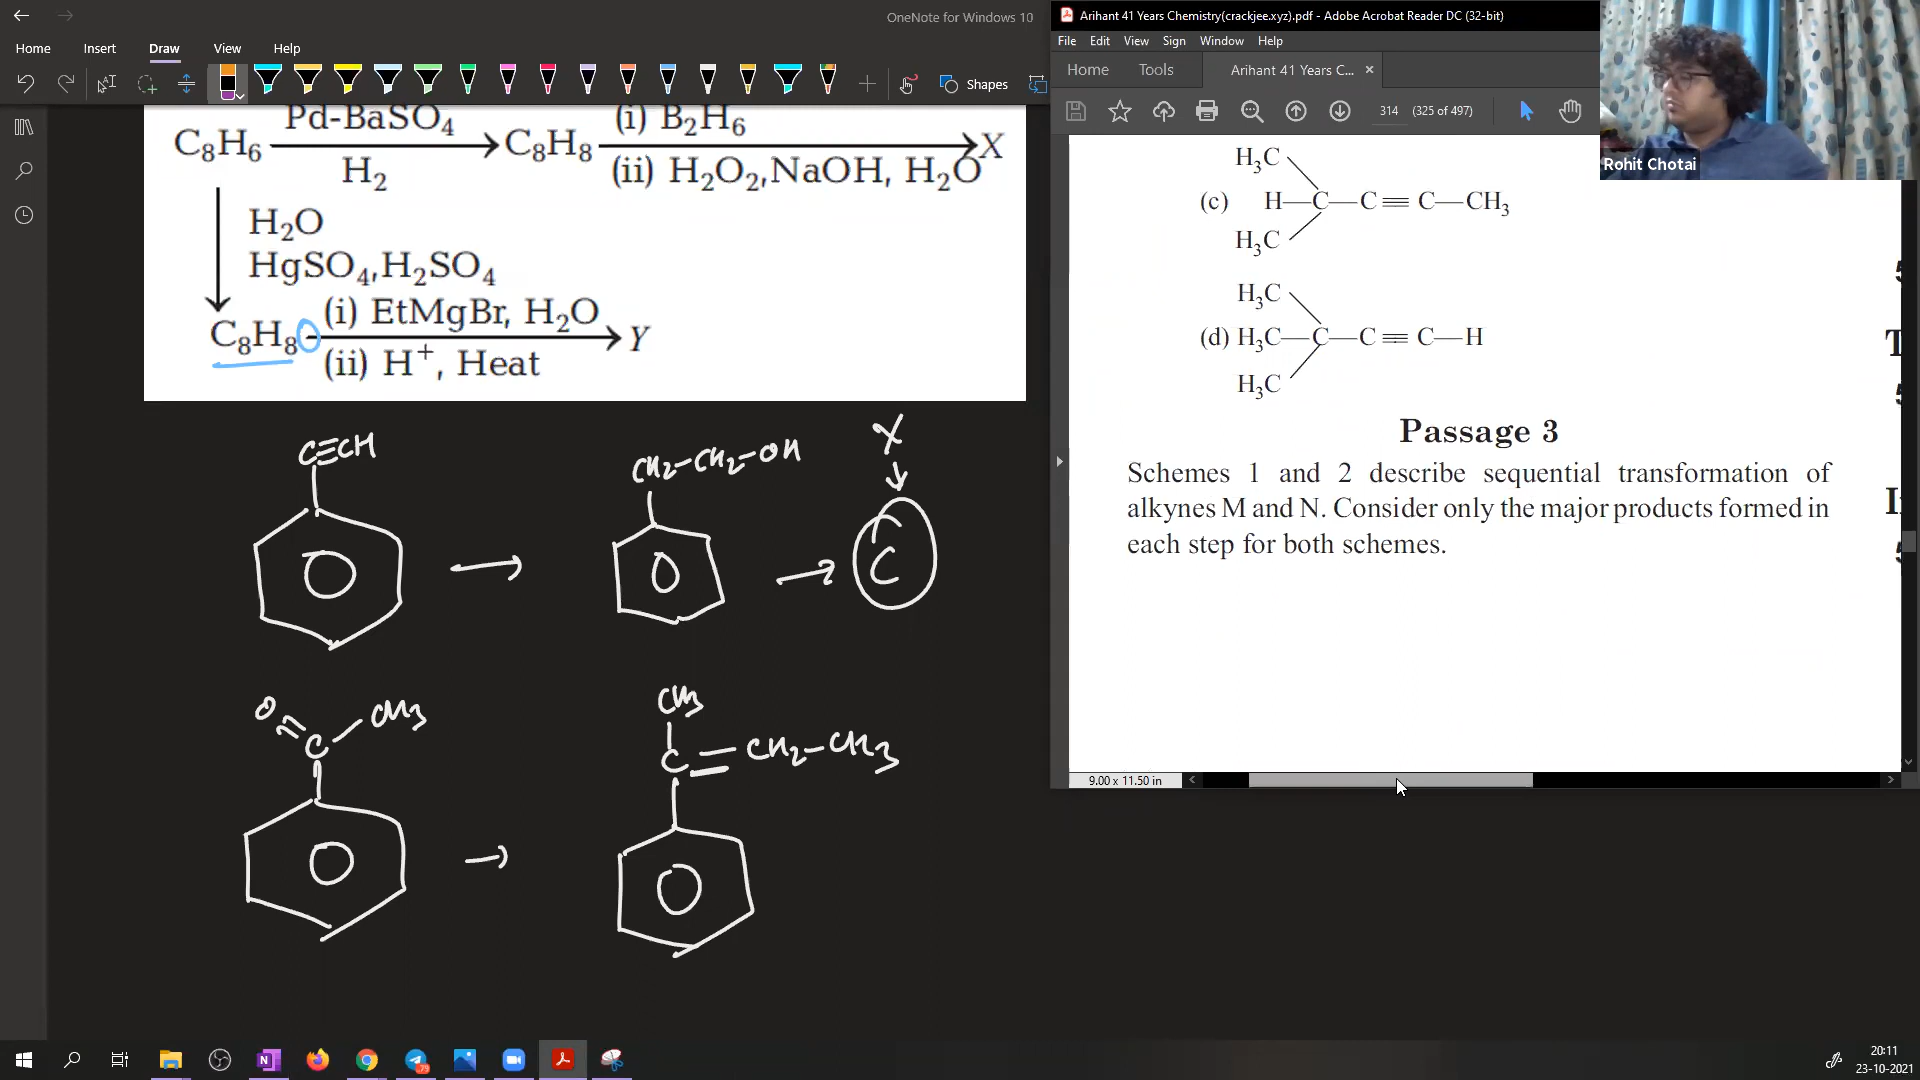 OneNote for Windows 10
Home Insert Draw View Help
Shapes
Pd-BaSO4 (i) B2H6
C8H6 C8H8 X
H2 (ii) H2O2,NaOH, H2O
H2O
HgSO4,H2SO4
(i) EtMgBr, H2O
C8H8O Y
(ii) H+, Heat
C≡CH
CH2-CH2-OH
X
C
O=C-CH3
CH3
C=CH2-CH3
Arihant 41 Years Chemistry(crackjee.xyz).pdf - Adobe Acrobat Reader DC (32-bit)
File Edit View Sign Window Help
Home Tools Arihant 41 Years C... ×
314 (325 of 497)
Rohit Chotai
H3C
(c) H—C—C≡C—CH3
H3C
H3C
(d) H3C—C—C≡C—H
H3C
Passage 3
Schemes 1 and 2 describe sequential transformation of
alkynes M and N. Consider only the major products formed in
each step for both schemes.
9.00 x 11.50 in
79
20:11
23-10-2021